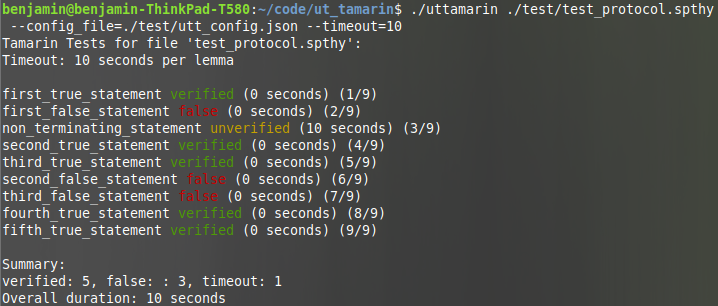 benjamin@benjamin-ThinkPad-T580:~/code/ut_tamarin$ ./uttamarin ./test/test_protocol.spthy
--config_file=./test/utt_config.json --timeout=10
Tamarin Tests for file 'test_protocol.spthy':
Timeout: 10 seconds per lemma
first_true_statement verified (0 seconds) (1/9)
first_false_statement false (0 seconds) (2/9)
non_terminating_statement unverified (10 seconds) (3/9)
second_true_statement verified (0 seconds) (4/9)
third_true_statement verified (0 seconds) (5/9)
second_false_statement false (0 seconds) (6/9)
third_false_statement false (0 seconds) (7/9)
fourth_true_statement verified (0 seconds) (8/9)
fifth_true_statement verified (0 seconds) (9/9)
Summary:
verified: 5, false: : 3, timeout: 1
Overall duration: 10 seconds